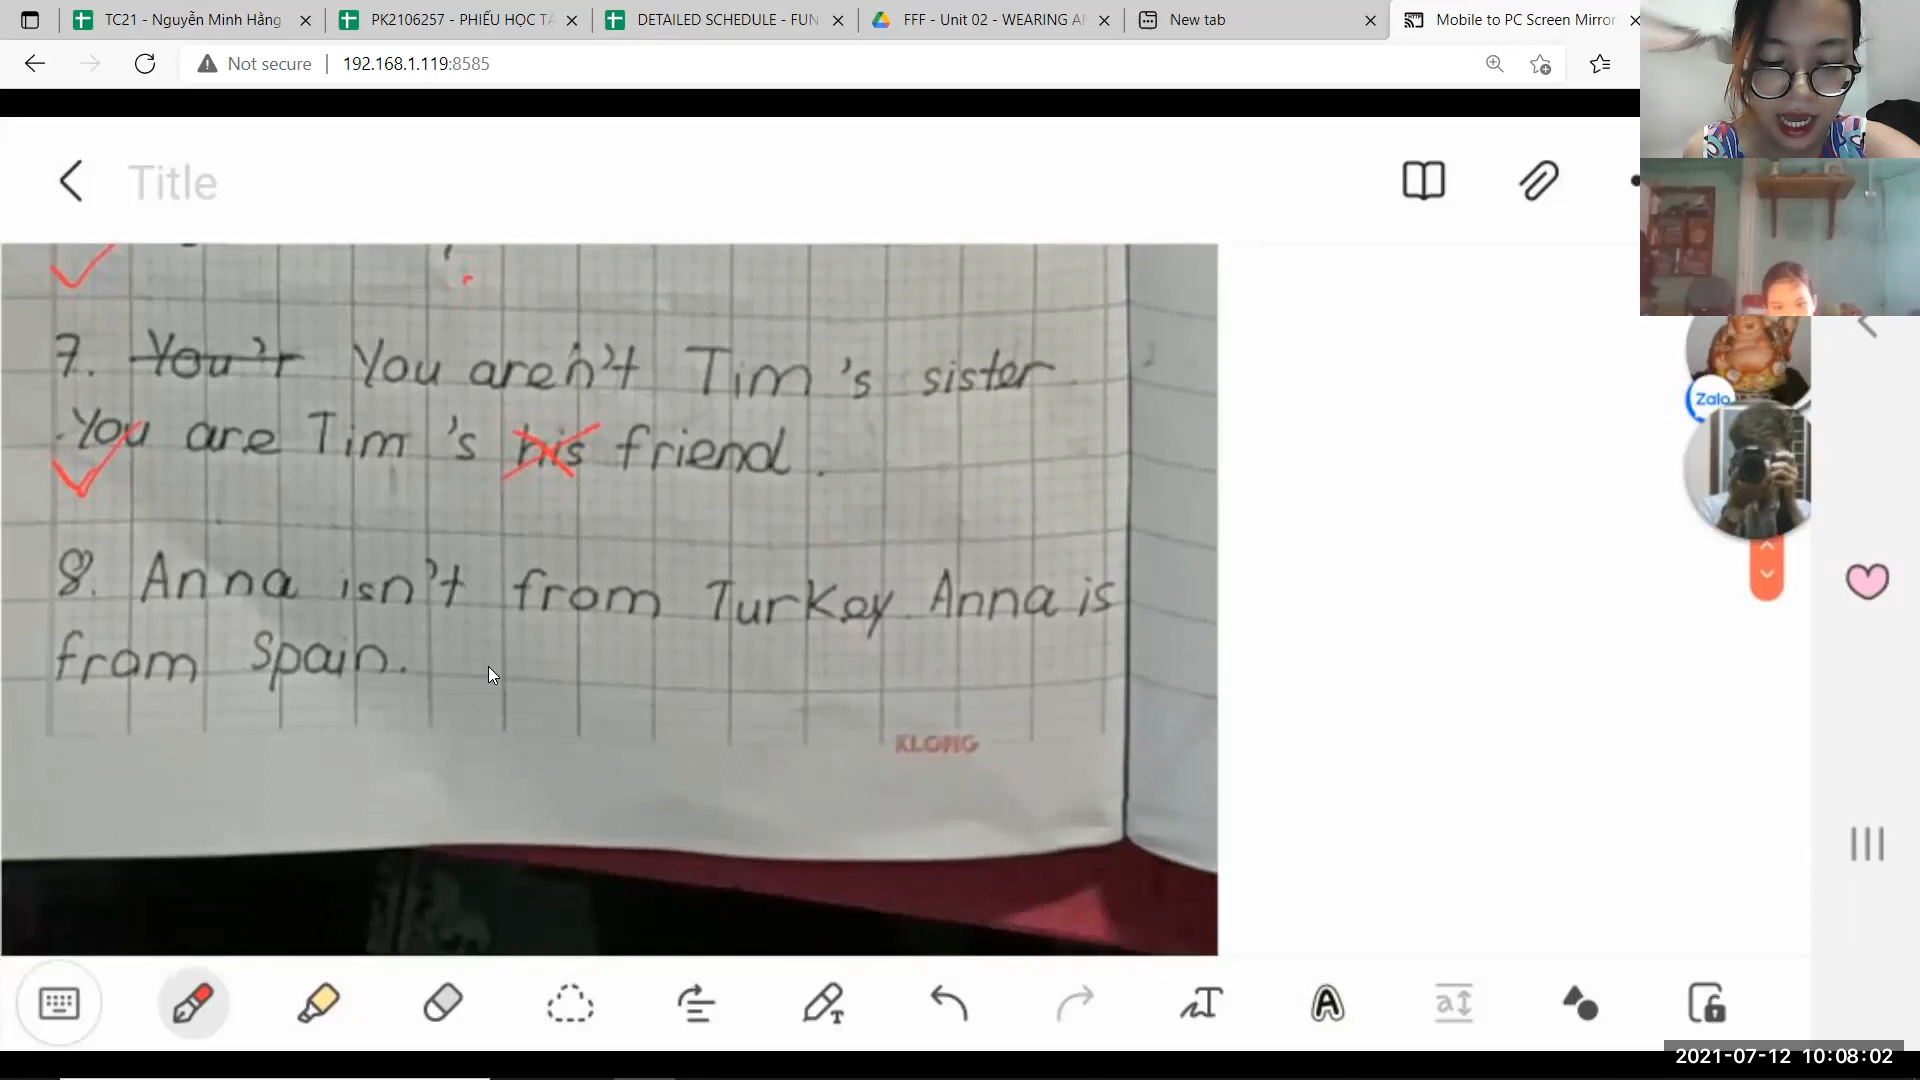 TC21 - Nguyễn Minh Hằng
PK2106257 - PHIẾU HỌC TẬ
DETAILED SCHEDULE - FUN
FFF - Unit 02 - WEARING AN
New tab
Mobile to PC Screen Mirror
Not secure
192.168.1.119:8585
Title
7. You'r You aren't Tim's sister
You are Tim's his friend.
8. Anna isn't from Turkey. Anna is
from Spain.
KLONG
Zalo
2021-07-12 10:08:02